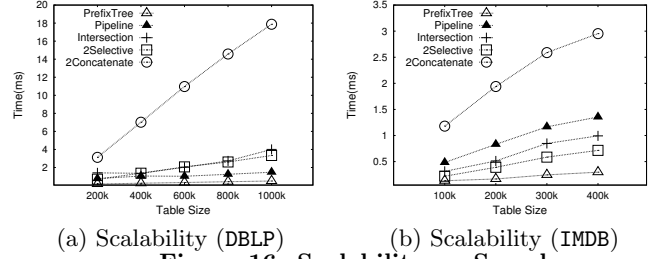 20
18
16
14
12
10
8
6
4
2
Time(ms)
PrefixTree
Pipeline
Intersection
2Selective
2Concatenate
200k 400k 600k 800k 1000k
Table Size
3.5
3
2.5
2
1.5
1
0.5
Time(ms)
PrefixTree
Pipeline
Intersection
2Selective
2Concatenate
100k 200k 300k 400k
Table Size
(a) Scalability (DBLP) (b) Scalability (IMDB)